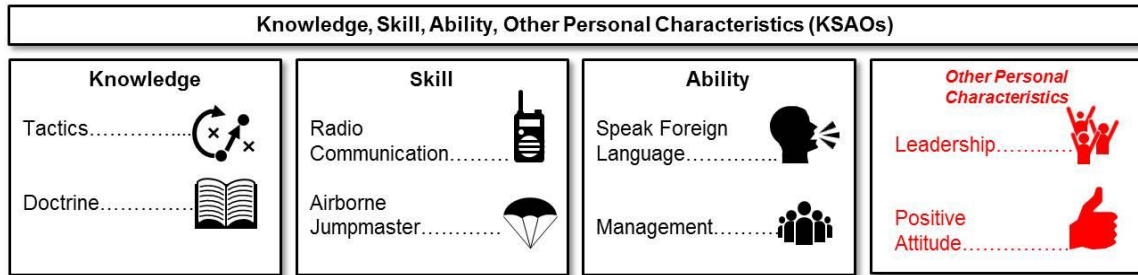 Knowledge, Skill, Ability, Other Personal Characteristics (KSAOs)
Knowledge
Tactics…………...
Doctrine……………
Skill
Radio
Communication………
Airborne
Jumpmaster…………
Ability
Speak Foreign
Language…………..
Management………
Other Personal
Characteristics
Leadership……..…
Positive
Attitude………………